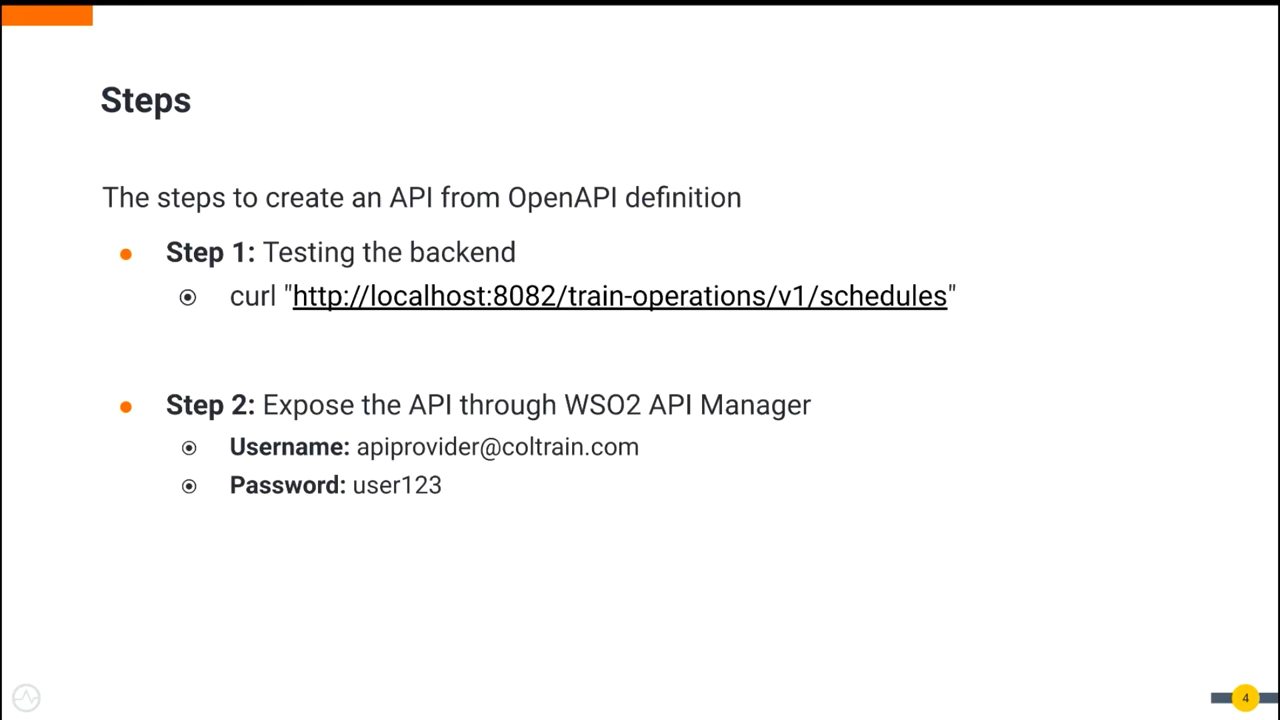 Steps
The steps to create an API from OpenAPI definition
Step 1: Testing the backend
curl "http://localhost:8082/train-operations/v1/schedules"
Step 2: Expose the API through WSO2 API Manager
Username: apiprovider@coltrain.com
Password: user123
4